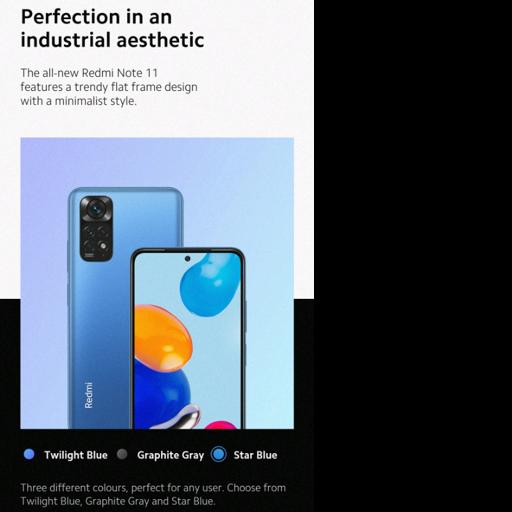 Perfection in an
industrial aesthetic
The all-new Redmi Note 11
features a trendy flat frame design
with a minimalist style.
Redmi
Twilight Blue Graphite Gray Star Blue
Three different colours, perfect for any user. Choose from
Twilight Blue, Graphite Gray and Star Blue.